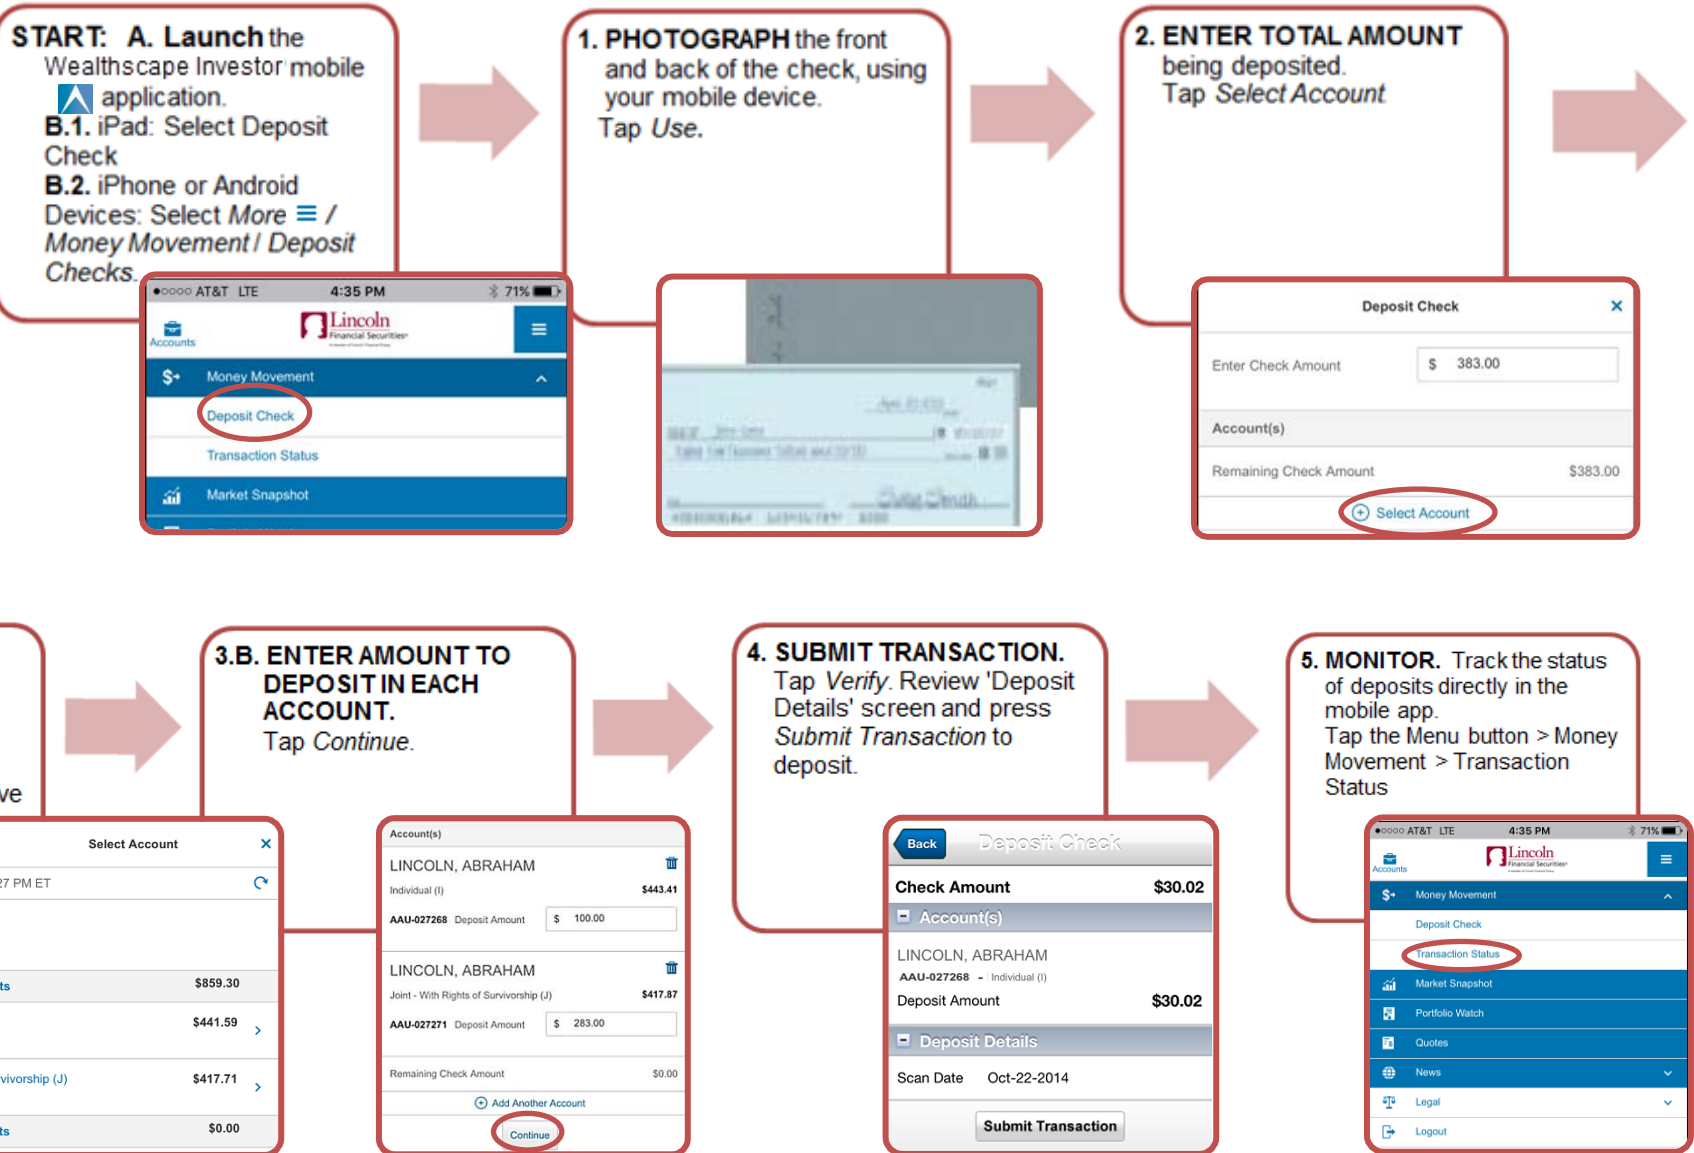 START: A. Launch the
Wealthscape Investor mobile
application.
B.1. iPad: Select Deposit
Check
B.2. iPhone or Android
Devices: Select More ≡ /
Money Movement / Deposit
Checks.
AT&T LTE 4:35 PM 71%
Accounts
Lincoln
Financial Securities
Money Movement
Deposit Check
Transaction Status
Market Snapshot
1. PHOTOGRAPH the front
and back of the check, using
your mobile device.
Tap Use.
2. ENTER TOTAL AMOUNT
being deposited.
Tap Select Account
Deposit Check
Enter Check Amount $ 383.00
Account(s)
Remaining Check Amount $383.00
Select Account
ve
Select Account
27 PM ET
ts $859.30
$441.59
vivorship (J) $417.71
ts $0.00
3.B. ENTER AMOUNT TO
DEPOSIT IN EACH
ACCOUNT.
Tap Continue.
Account(s)
LINCOLN, ABRAHAM
Individual (I) $443.41
AAU-027268 Deposit Amount $ 100.00
LINCOLN, ABRAHAM
Joint - With Rights of Survivorship (J) $417.87
AAU-027271 Deposit Amount $ 283.00
Remaining Check Amount $0.00
Add Another Account
Continue
4. SUBMIT TRANSACTION.
Tap Verify. Review 'Deposit
Details' screen and press
Submit Transaction to
deposit.
Back Deposit Check
Check Amount $30.02
Account(s)
LINCOLN, ABRAHAM
AAU-027268 - Individual (I)
Deposit Amount $30.02
Deposit Details
Scan Date Oct-22-2014
Submit Transaction
5. MONITOR. Track the status
of deposits directly in the
mobile app.
Tap the Menu button > Money
Movement > Transaction
Status
AT&T LTE 4:35 PM 71%
Accounts
Lincoln
Financial Securities
Money Movement
Deposit Check
Transaction Status
Market Snapshot
Portfolio Watch
Quotes
News
Legal
Logout